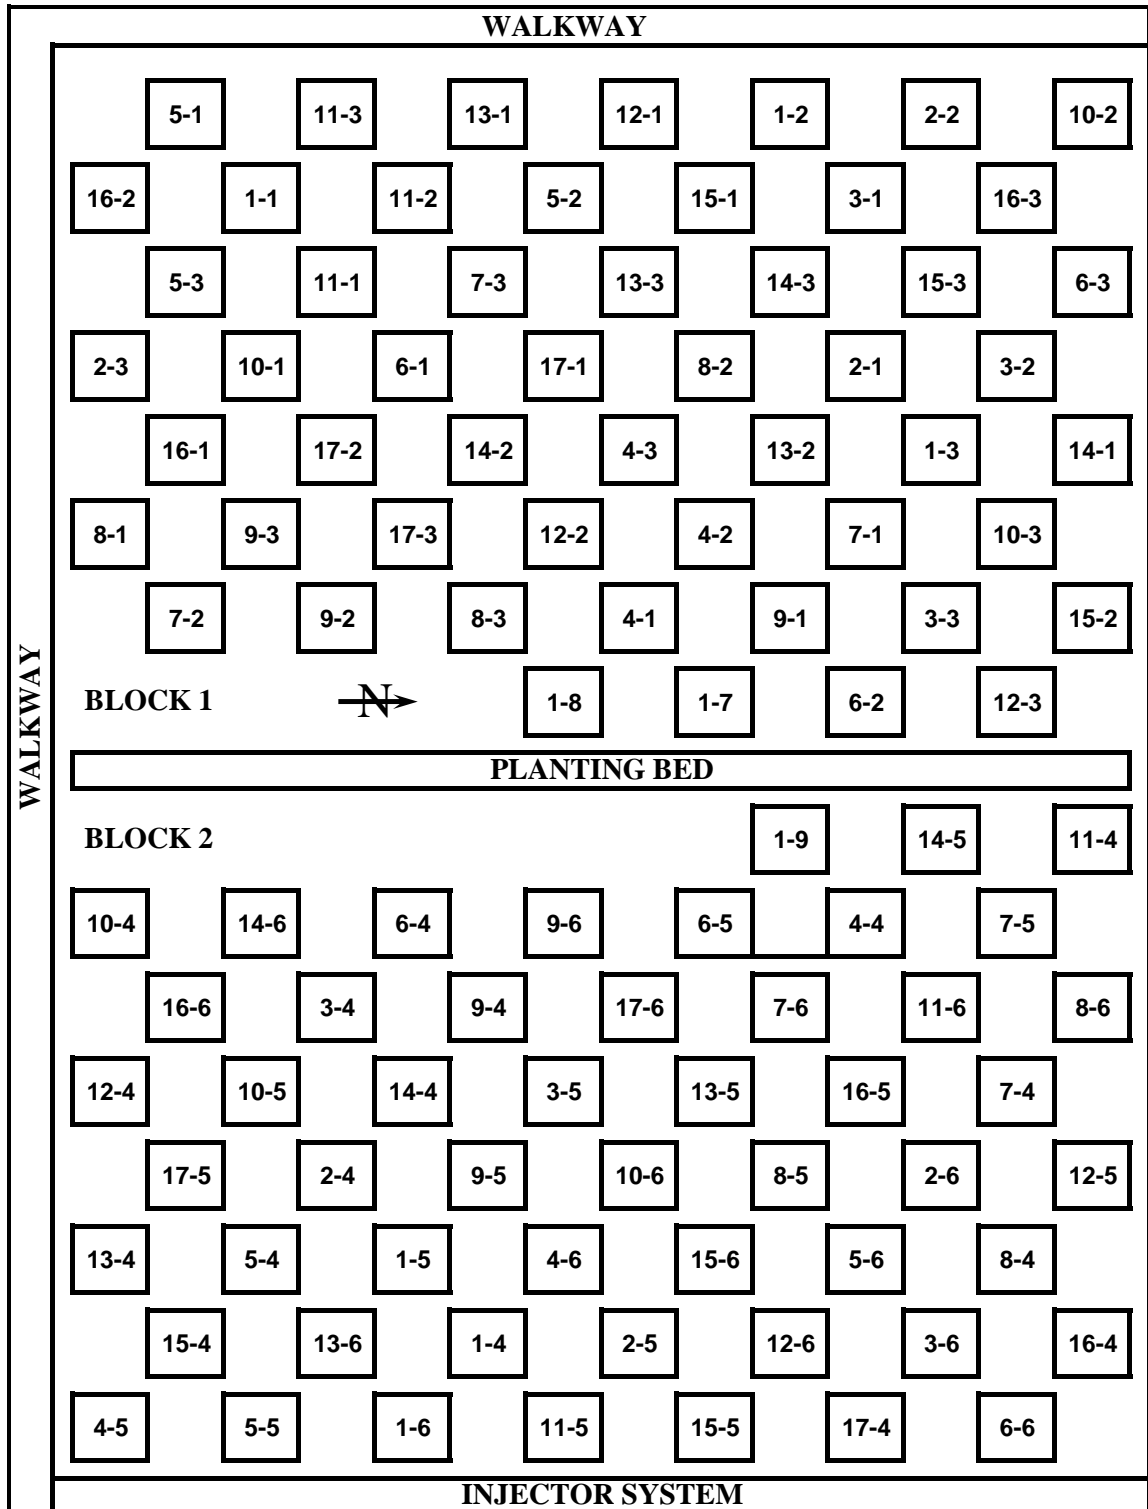 WALKWAY
5-1 11-3 13-1 12-1 1-2 2-2 10-2
16-2 1-1 11-2 5-2 15-1 3-1 16-3
5-3 11-1 7-3 13-3 14-3 15-3 6-3
2-3 10-1 6-1 17-1 8-2 2-1 3-2
16-1 17-2 14-2 4-3 13-2 1-3 14-1
8-1 9-3 17-3 12-2 4-2 7-1 10-3
7-2 9-2 8-3 4-1 9-1 3-3 15-2
WALKWAY
BLOCK 1 N 1-8 1-7 6-2 12-3
PLANTING BED
BLOCK 2 1-9 14-5 11-4
10-4 14-6 6-4 9-6 6-5 4-4 7-5
16-6 3-4 9-4 17-6 7-6 11-6 8-6
12-4 10-5 14-4 3-5 13-5 16-5 7-4
17-5 2-4 9-5 10-6 8-5 2-6 12-5
13-4 5-4 1-5 4-6 15-6 5-6 8-4
15-4 13-6 1-4 2-5 12-6 3-6 16-4
4-5 5-5 1-6 11-5 15-5 17-4 6-6
INJECTOR SYSTEM